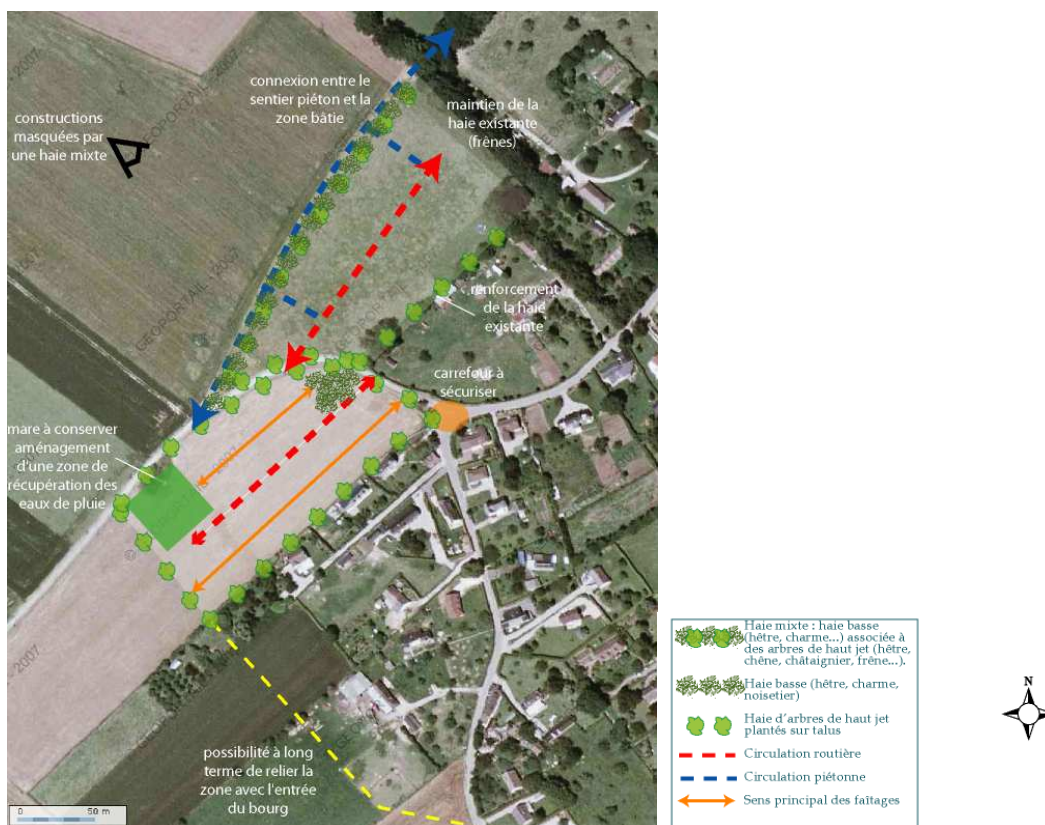 connexion entre le
sentier piéton et la
zone bâtie
maintien de la
haie existante
(frênes)
constructions
masquées par
une haie mixte
renforcement
de la haie
existante
carrefour à
sécuriser
mare à conserver
aménagement
d'une zone de
récupération des
eaux de pluie
possibilité à long
terme de relier la
zone avec l'entrée
du bourg
0 50 m
Haie mixte : haie basse
(hêtre, charme...) associée à
des arbres de haut jet (hêtre,
chêne, châtaignier, frêne...).
Haie basse (hêtre, charme,
noisetier)
Haie d'arbres de haut jet
plantés sur talus
Circulation routière
Circulation piétonne
Sens principal des faîtages
N
2007
2007
2007